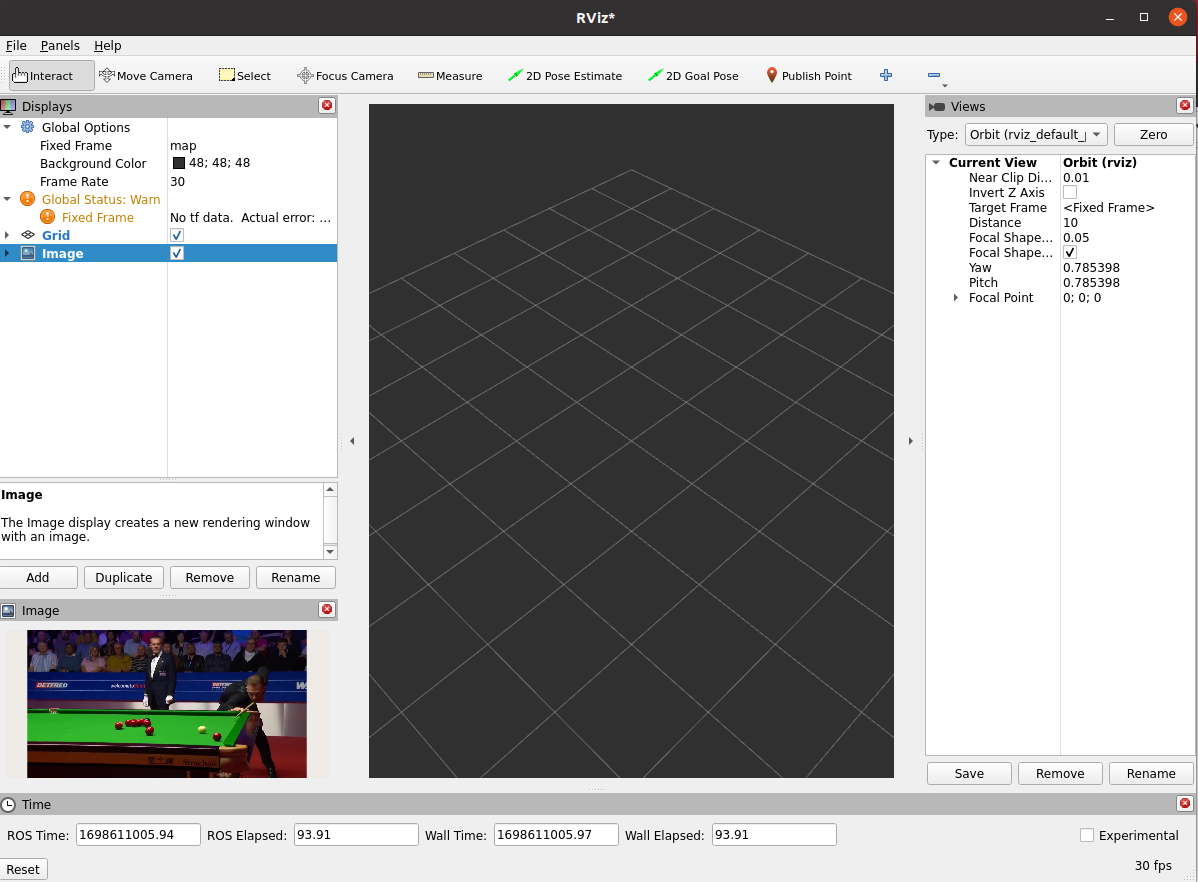 RViz*
File Panels Help
Interact Move Camera Select Focus Camera Measure 2D Pose Estimate 2D Goal Pose Publish Point
Displays
Global Options
Fixed Frame map
Background Color 48; 48; 48
Frame Rate 30
Global Status: Warn
Fixed Frame No tf data. Actual error: ...
Grid
Image
Image
The Image display creates a new rendering window
with an image.
Add Duplicate Remove Rename
Image
BETFRED
Views
Type: Orbit (rviz_default_ Zero
Current View Orbit (rviz)
Near Clip Di... 0.01
Invert Z Axis
Target Frame <Fixed Frame>
Distance 10
Focal Shape... 0.05
Focal Shape...
Yaw 0.785398
Pitch 0.785398
Focal Point 0; 0; 0
Save Remove Rename
Time
ROS Time: 1698611005.94 ROS Elapsed: 93.91 Wall Time: 1698611005.97 Wall Elapsed: 93.91 Experimental
Reset 30 fps